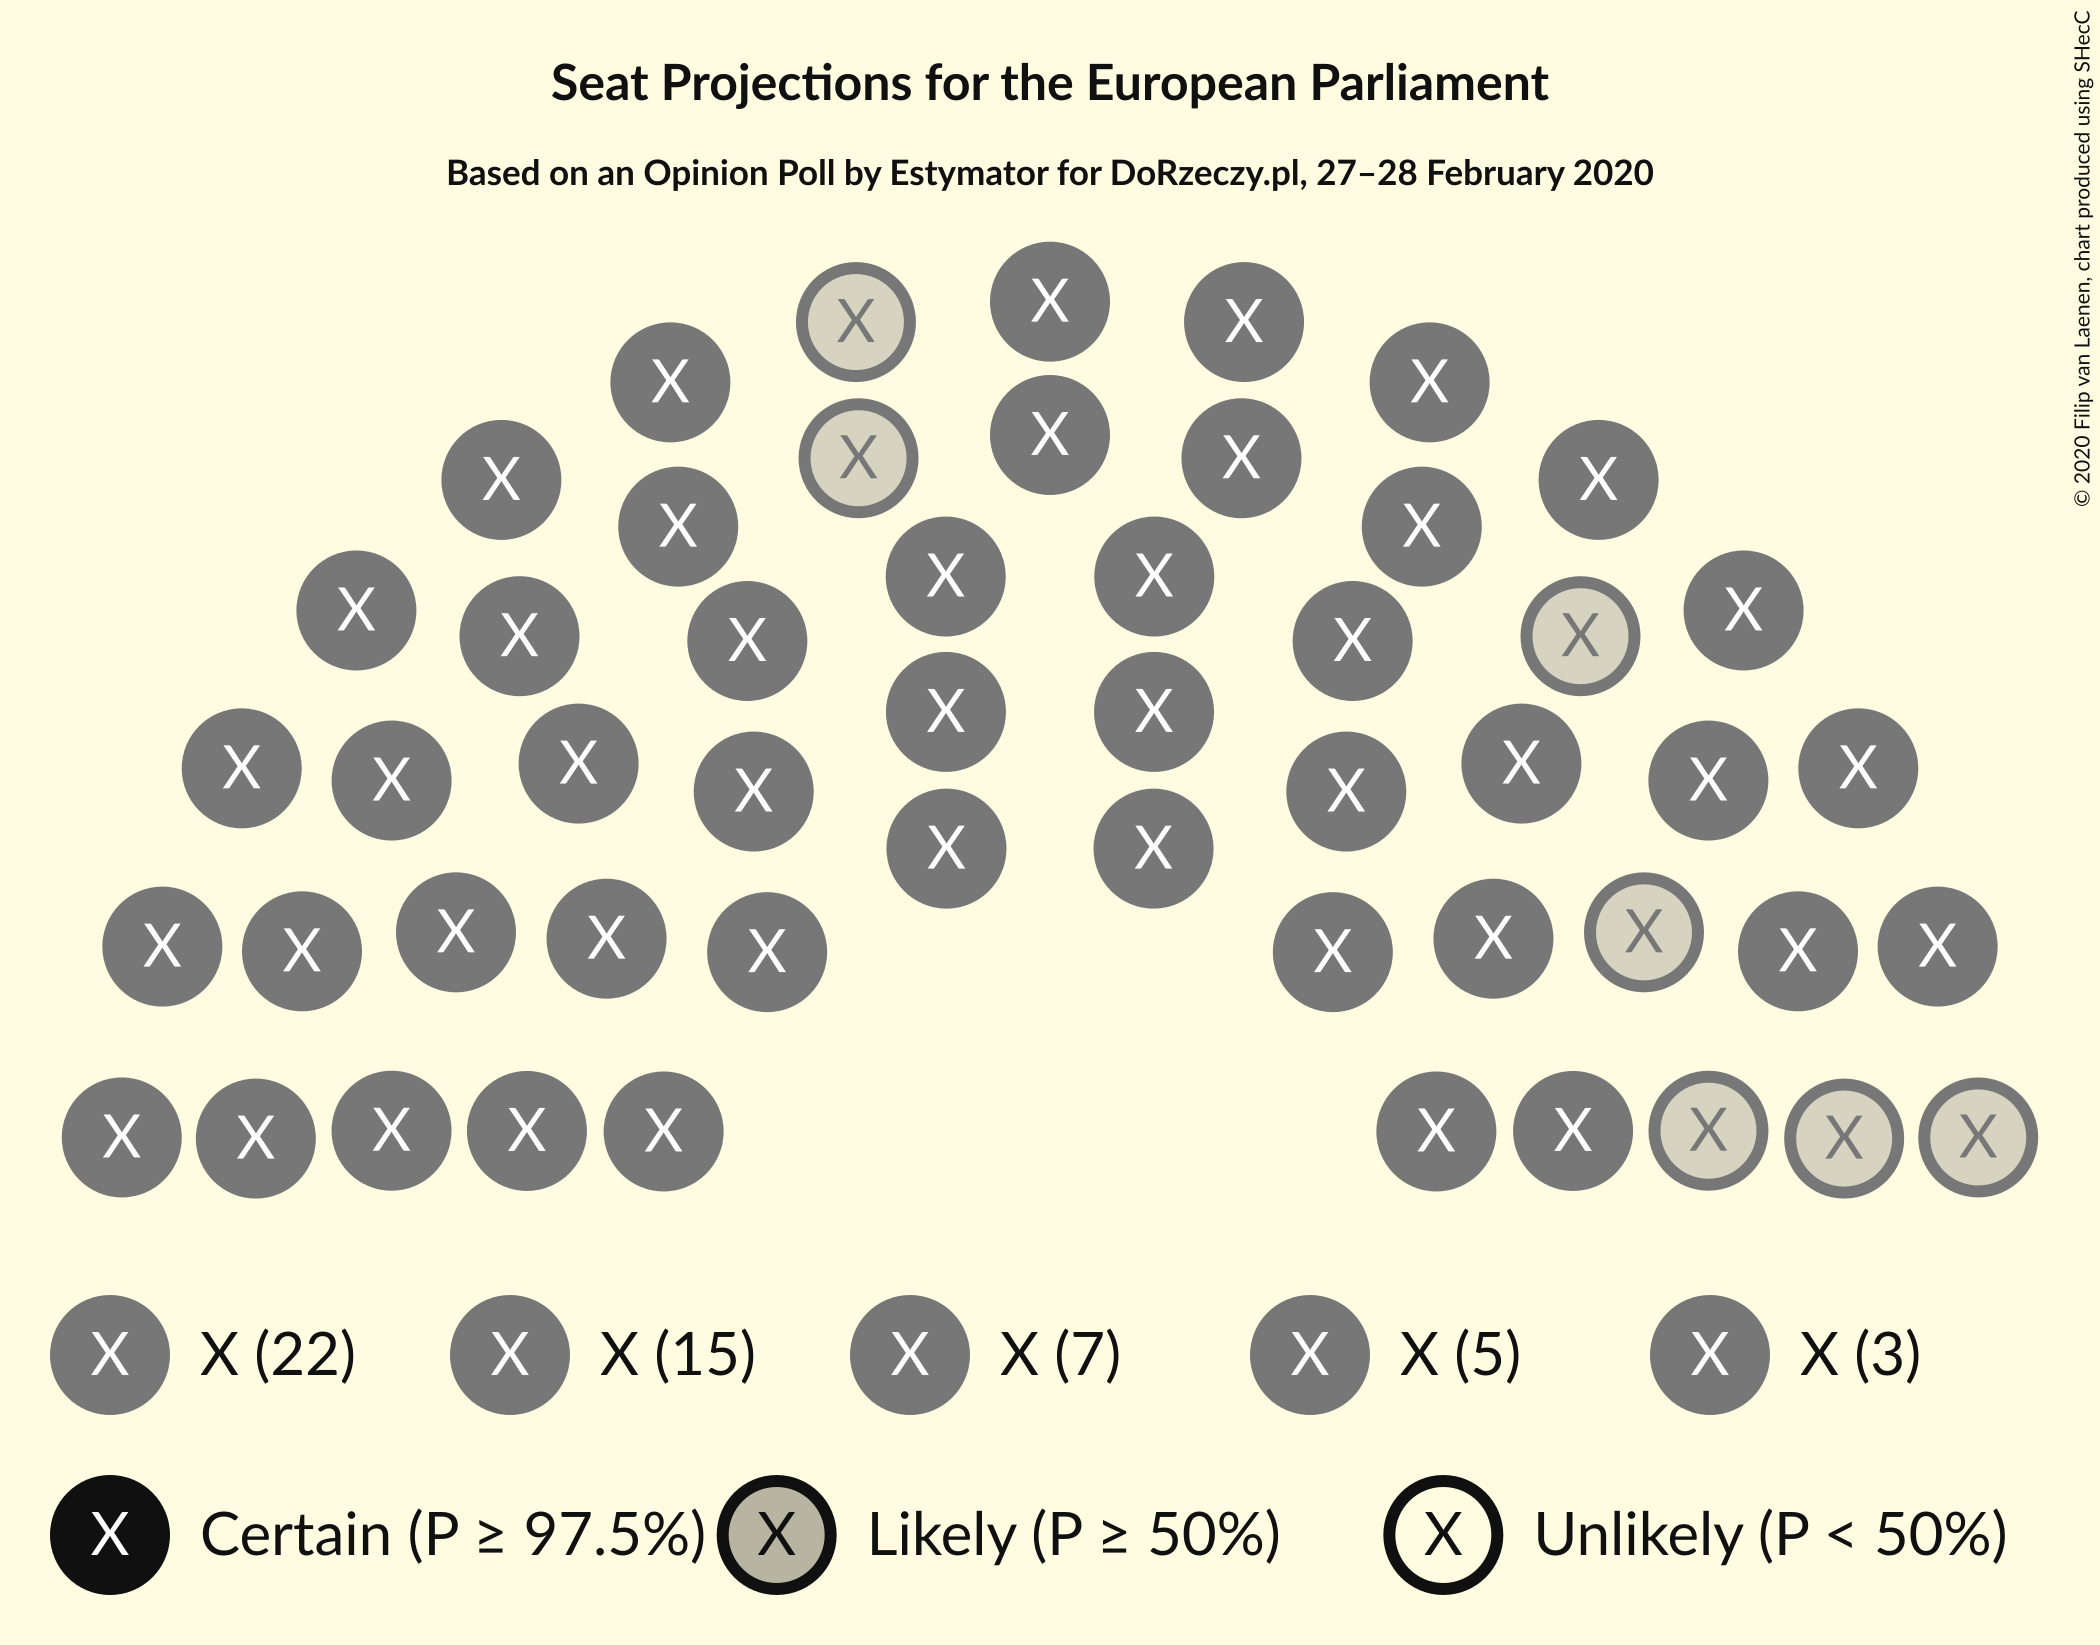 Seat Projections for the European Parliament
Based on an Opinion Poll by Estymator for DoRzeczy.pl, 27–28 February 2020
© 2020 Filip van Laenen, chart produced using SHecC
X
X X
X X
X
X X
X X
X X
X X
X X
X X X X
X X
X X X X X X X X
X X
X X X X X X X X X X
X X X X X X X X X X
X X (22) X X (15) X X (7) X X (5) X X (3)
X Certain (P ≥ 97.5%) X Likely (P ≥ 50%) X Unlikely (P < 50%)